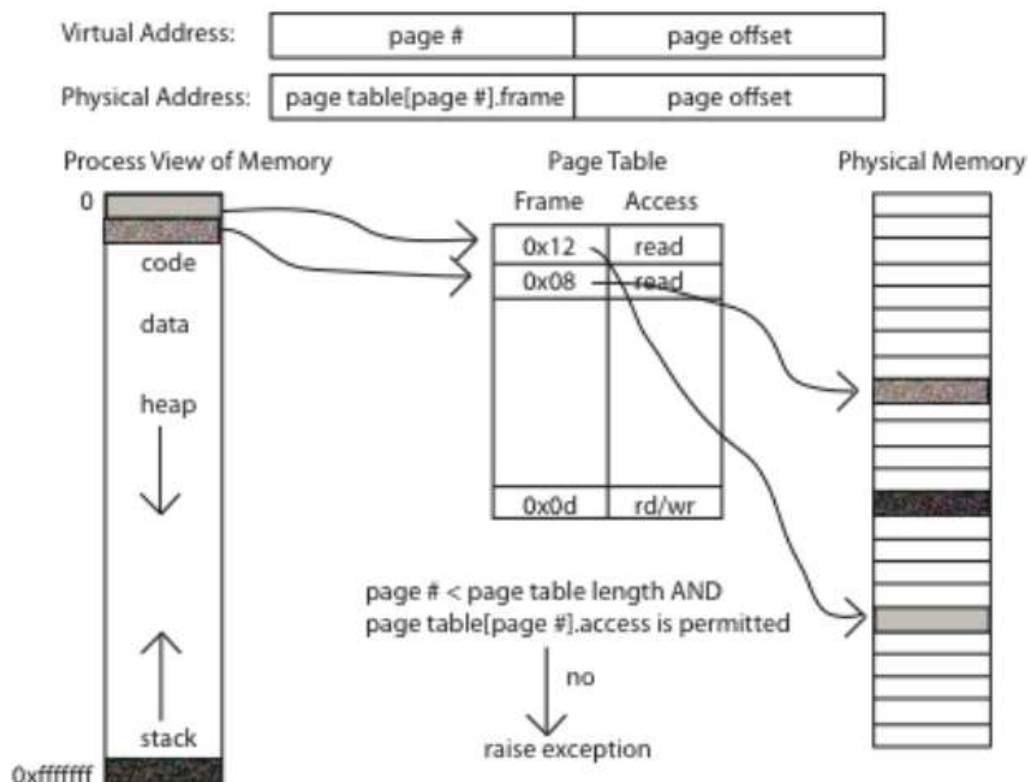 Virtual Address: page # page offset
Physical Address: page table[page #].frame page offset
Process View of Memory Page Table Physical Memory
0 Frame Access
0x12 read
0x08 read
code
data
heap
0x0d rd/wr
page # < page table length AND
page table[page #].access is permitted
no
stack
raise exception
0xfffffff